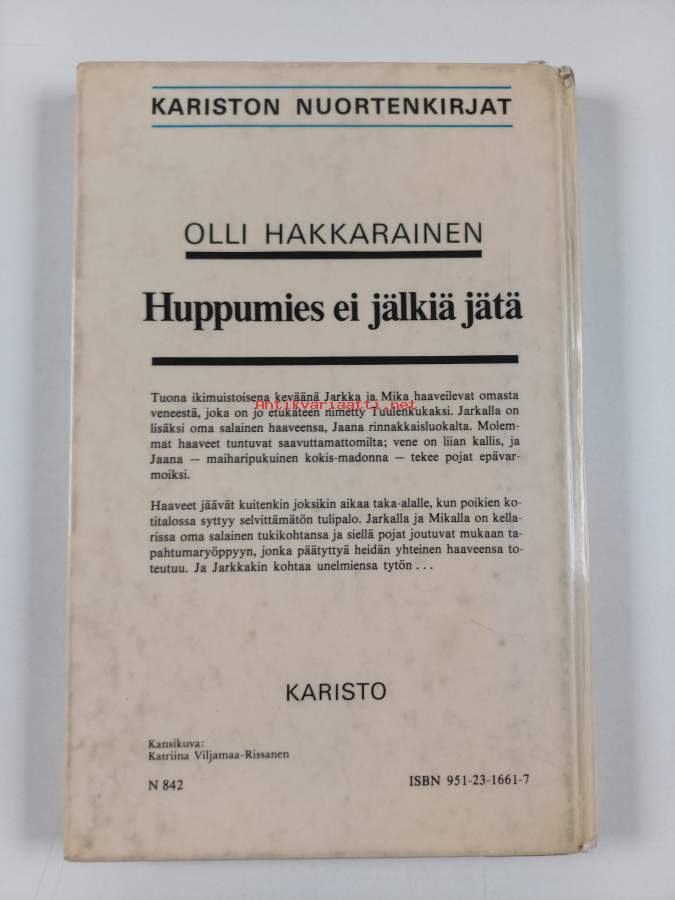 KARISTON NUORTENKIRJAT
OLLI HAKKARAINEN
Huppumies ei jälkiä jätä
Tuona ikimuistoisena keväänä Jarkka ja Mika haaveilevat omasta
Antikvariaatti.net
veneestä, joka on jo etukäteen nimetty Tuulenkukaksi. Jarkalla on
lisäksi oma salainen haaveensa, Jaana rinnakkaisluokalta. Molem-
mat haaveet tuntuvat saavuttamattomilta; vene on liian kallis, ja
Jaana — maiharipukuinen kokis-madonna — tekee pojat epävar-
moiksi.
Haaveet jäävät kuitenkin joksikin aikaa taka-alalle, kun poikien ko-
titalossa syttyy selvittämätön tulipalo. Jarkalla ja Mikalla on kella-
rissa oma salainen tukikohtansa ja siellä pojat joutuvat mukaan ta-
pahtumaryöppyyn, jonka päätyttyä heidän yhteinen haaveensa to-
teutuu. Ja Jarkkakin kohtaa unelmiensa tytön . . .
KARISTO
Kansikuva:
Katriina Viljamaa-Rissanen
N 842
ISBN 951-23-1661-7